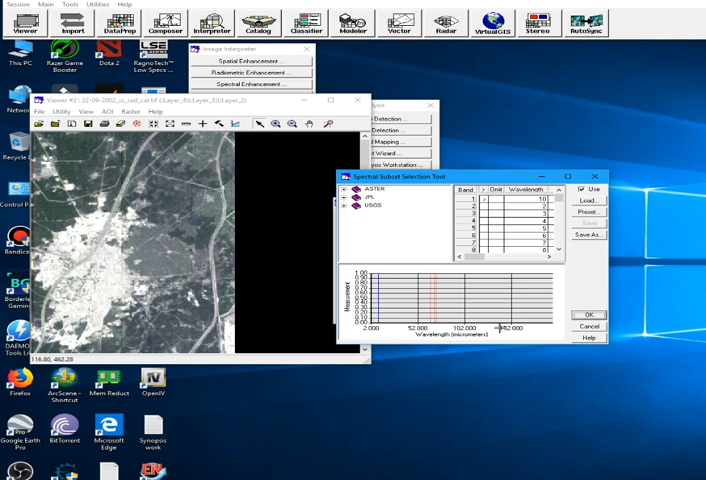 Session Main Tools Utilities Help
Viewer Import DataPrep Composer Interpreter Catalog Classifier Modeler Vector Radar VirtualGIS Stereo AutoSync
This PC
Razer Game Booster
Dota 2
RagnoTech™ Low Specs ...
Image Interpreter
Spatial Enhancement ...
Radiometric Enhancement ...
Spectral Enhancement ...
Viewer #2 : 22-09-2002_ss_rad_cal.tif (:Layer_4)(:Layer_3)(:Layer_2)
File Utility View AOI Raster Help
Detection ...
Detection ...
Mapping ...
Wizard ...
Workstation ...
Spectral Subset Selection Tool
ASTER
JPL
USGS
Band > Omit Wavelength
1 > 10
2 2
3 3
4 4
5 5
6 6
7 7
8 8
Use
Load...
Preset...
Save
Save As...
Measurement
1.00
0.90
0.80
0.70
0.60
0.50
0.40
0.30
0.20
0.10
0.00
2.000 52.000 102.000
Wavelength (micrometers)
OK
Cancel
Help
116.80, 462.28
Recycle
Control Pa
Bandica
BG
Borderl
Gaming
DAEMO
Tools Li
Firefox
ArcScene - Shortcut
Mem Reduct
OpenIV
Google Earth Pro
BitTorrent
Microsoft Edge
Synopsis work